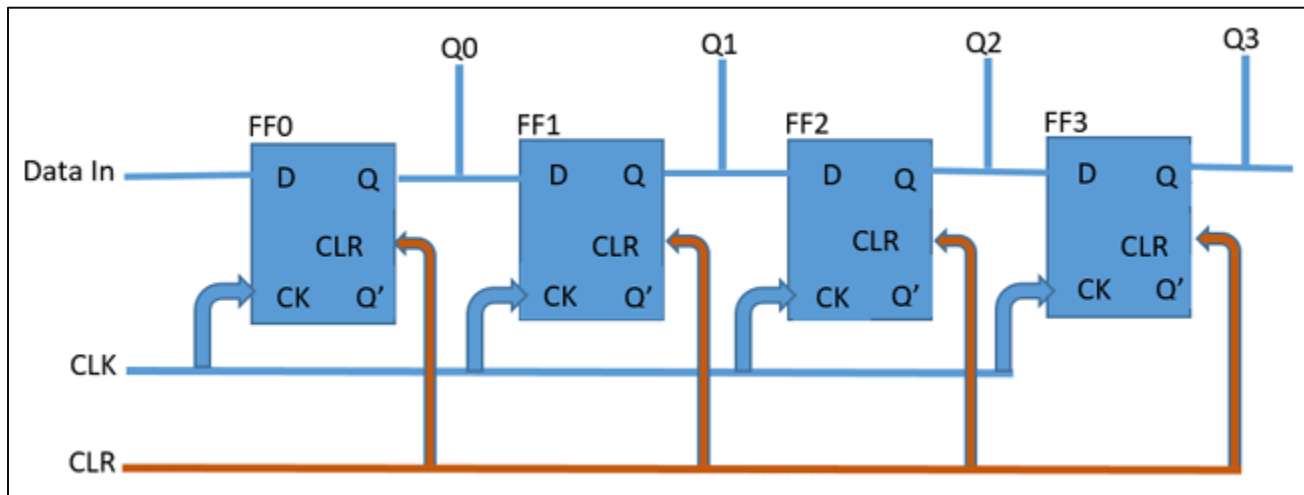 Q0 Q1 Q2 Q3
FF0 FF1 FF2 FF3
Data In D Q D Q D Q D Q
CLR CLR CLR CLR
CK Q’ CK Q’ CK Q’ CK Q’
CLK
CLR